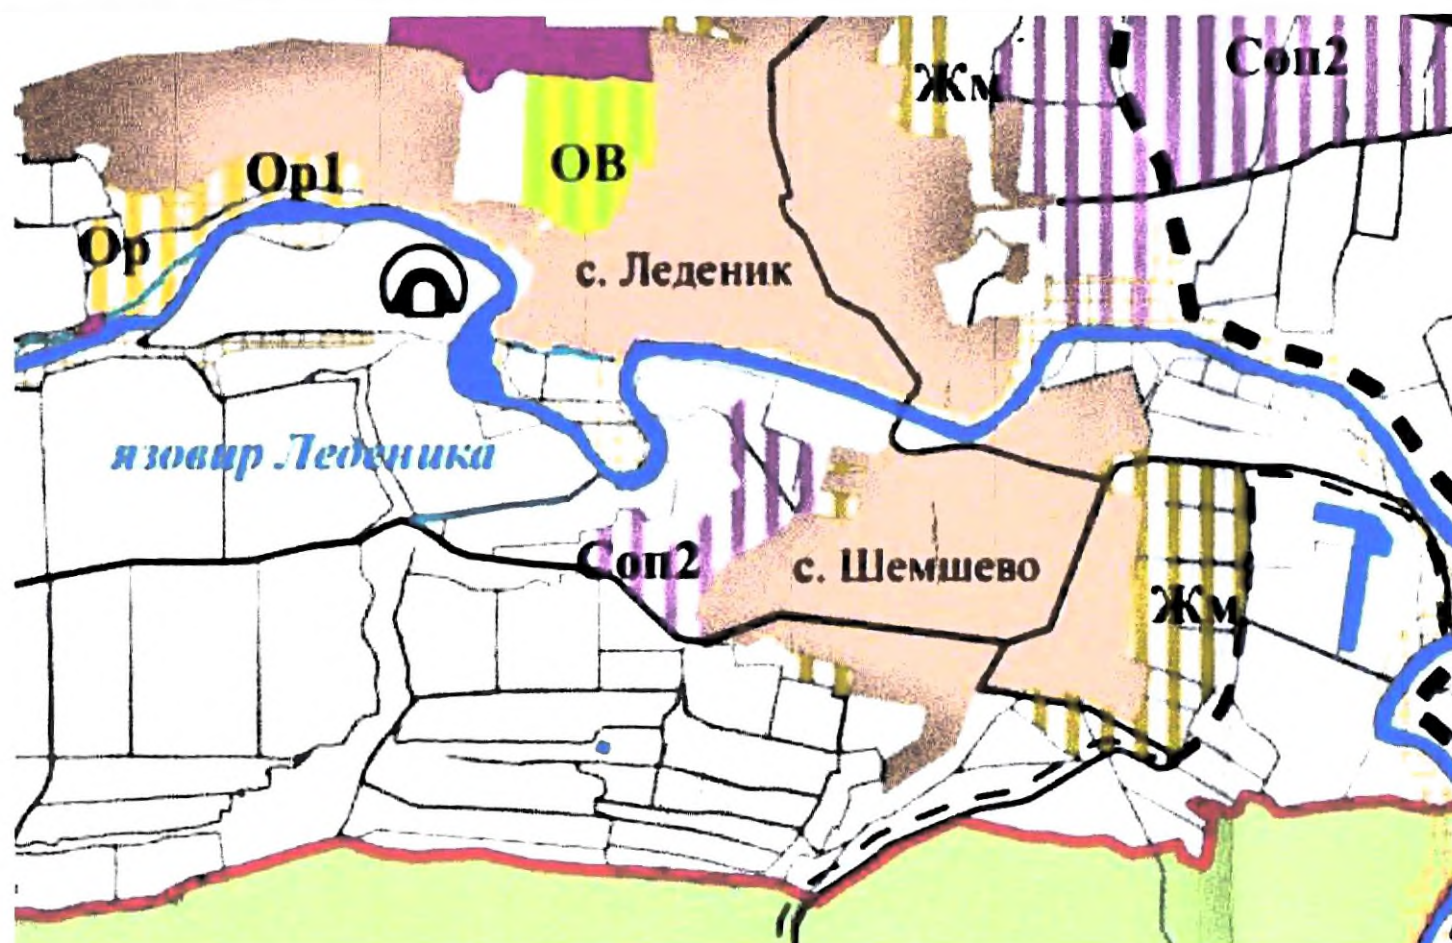 Соп2
Жм
Ор1
ОВ
Ор
с. Леденик
язовир Леденика
Соп2
с. Шемшево
Жм